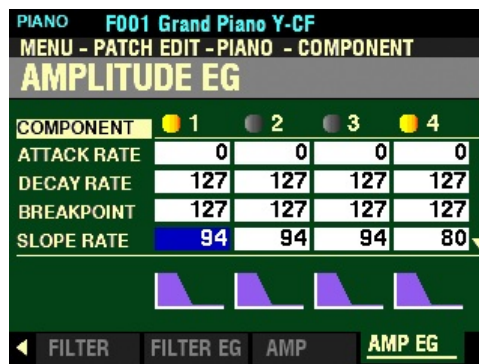 PIANO F001 Grand Piano Y-CF
MENU - PATCH EDIT - PIANO - COMPONENT
AMPLITUDE EG
COMPONENT 1 2 3 4
ATTACK RATE 0 0 0 0
DECAY RATE 127 127 127 127
BREAKPOINT 127 127 127 127
SLOPE RATE 94 94 94 80
FILTER FILTER EG AMP AMP EG